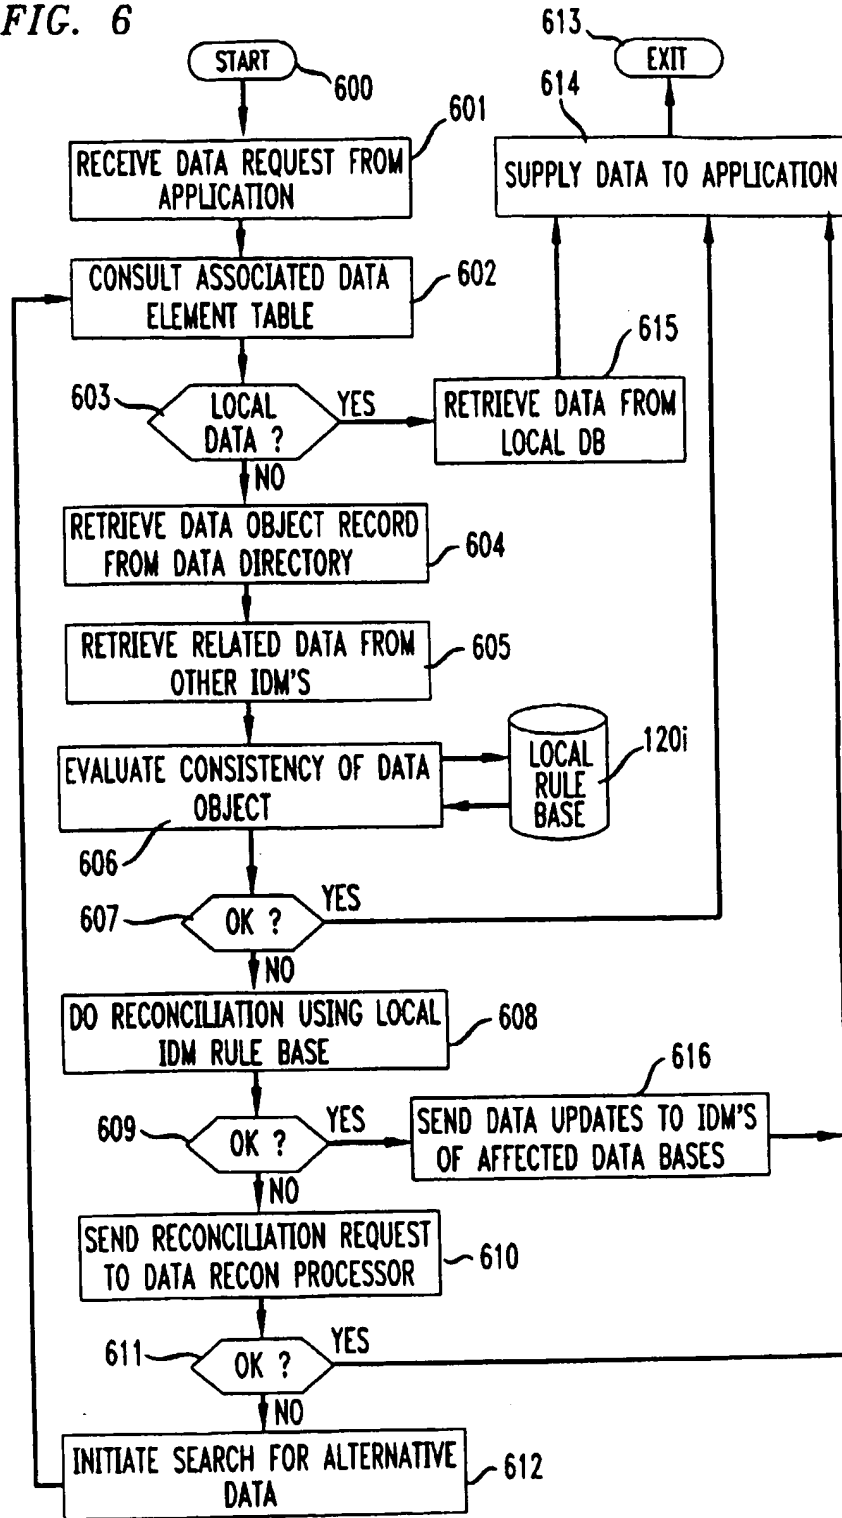 FIG. 6
START
600
613
EXIT
614
601
RECEIVE DATA REQUEST FROM
APPLICATION
SUPPLY DATA TO APPLICATION
CONSULT ASSOCIATED DATA
ELEMENT TABLE
602
615
603
LOCAL
DATA ?
YES
RETRIEVE DATA FROM
LOCAL DB
NO
RETRIEVE DATA OBJECT RECORD
FROM DATA DIRECTORY
604
RETRIEVE RELATED DATA FROM
OTHER IDM'S
605
EVALUATE CONSISTENCY OF DATA
OBJECT
606
LOCAL
RULE
BASE
120i
607
OK ?
YES
NO
DO RECONCILIATION USING LOCAL
IDM RULE BASE
608
616
609
OK ?
YES
SEND DATA UPDATES TO IDM'S
OF AFFECTED DATA BASES
NO
SEND RECONCILIATION REQUEST
TO DATA RECON PROCESSOR
610
611
OK ?
YES
NO
INITIATE SEARCH FOR ALTERNATIVE
DATA
612